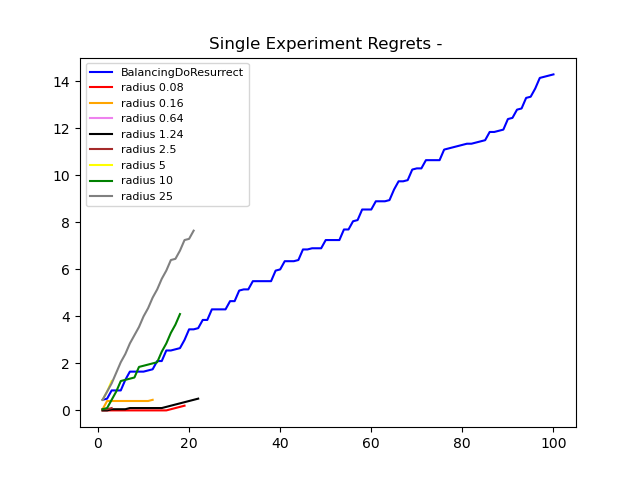 Single Experiment Regrets -
BalancingDoResurrect
radius 0.08
radius 0.16
radius 0.64
radius 1.24
radius 2.5
radius 5
radius 10
radius 25
14
12
10
8
6
4
2
0
0 20 40 60 80 100